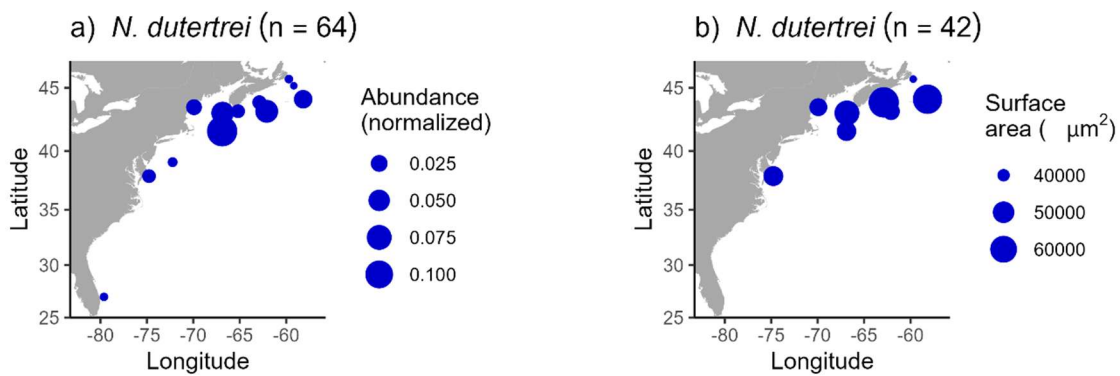 a) N. dutertrei (n = 64)
45
40
35
30
25
Latitude
-80 -75 -70 -65 -60
Longitude
Abundance
(normalized)
0.025
0.050
0.075
0.100
b) N. dutertrei (n = 42)
45
40
35
30
25
Latitude
-80 -75 -70 -65 -60
Longitude
Surface
area ( μm²)
40000
50000
60000